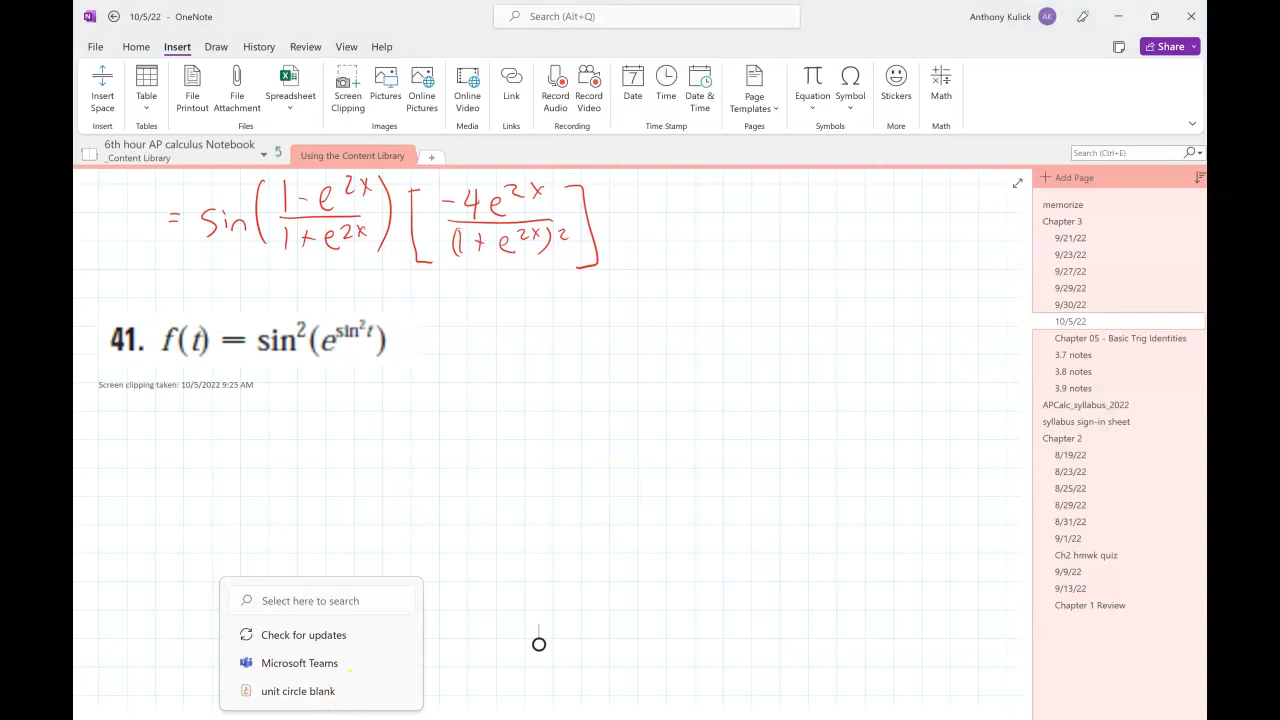 10/5/22 - OneNote
Search (Alt+Q)
Anthony Kulick
AK
File Home Insert Draw History Review View Help
Share
Insert Space
Table
File Printout
File Attachment
Spreadsheet
Screen Clipping
Pictures
Online Pictures
Online Video
Link
Record Audio
Record Video
Date
Time
Date & Time
Page Templates
Equation
Symbol
Stickers
Math
Insert Tables Files Images Media Links Recording Time Stamp Pages Symbols More Math
6th hour AP calculus Notebook
_Content Library
Using the Content Library
+
Search (Ctrl+E)
= sin((1 - e^{2x})/(1 + e^{2x})) [(-4e^{2x})/((1 + e^{2x})^2)]
41. f(t) = sin²(e^{sin²t})
Screen clipping taken: 10/5/2022 9:25 AM
Select here to search
Check for updates
Microsoft Teams
unit circle blank
+ Add Page
memorize
Chapter 3
9/21/22
9/23/22
9/27/22
9/29/22
9/30/22
10/5/22
Chapter 05 - Basic Trig Identities
3.7 notes
3.8 notes
3.9 notes
APCalc_syllabus_2022
syllabus sign-in sheet
Chapter 2
8/19/22
8/23/22
8/25/22
8/29/22
8/31/22
9/1/22
Ch2 hmwk quiz
9/9/22
9/13/22
Chapter 1 Review